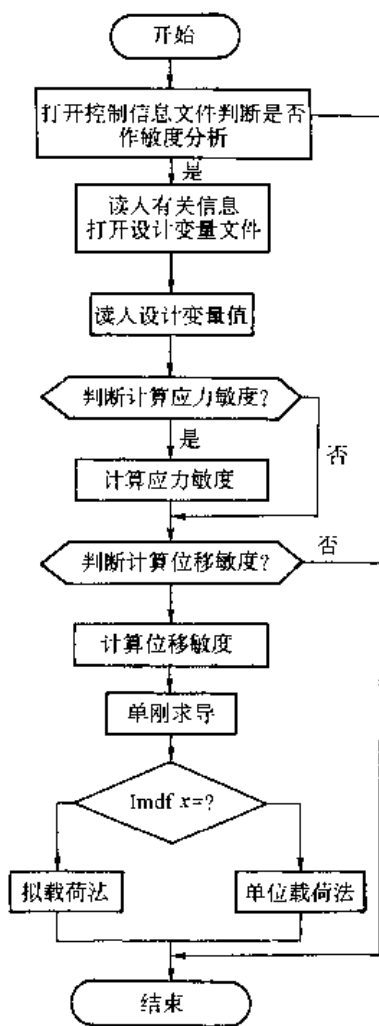 开始
打开控制信息文件判断是否
作敏度分析
是
读人有关信息
打开设计变量文件
读人设计变量值
判断计算应力敏度?
是
否
计算应力敏度
判断计算位移敏度?
否
计算位移敏度
单刚求导
Imdf x=?
拟载荷法
单位载荷法
结束